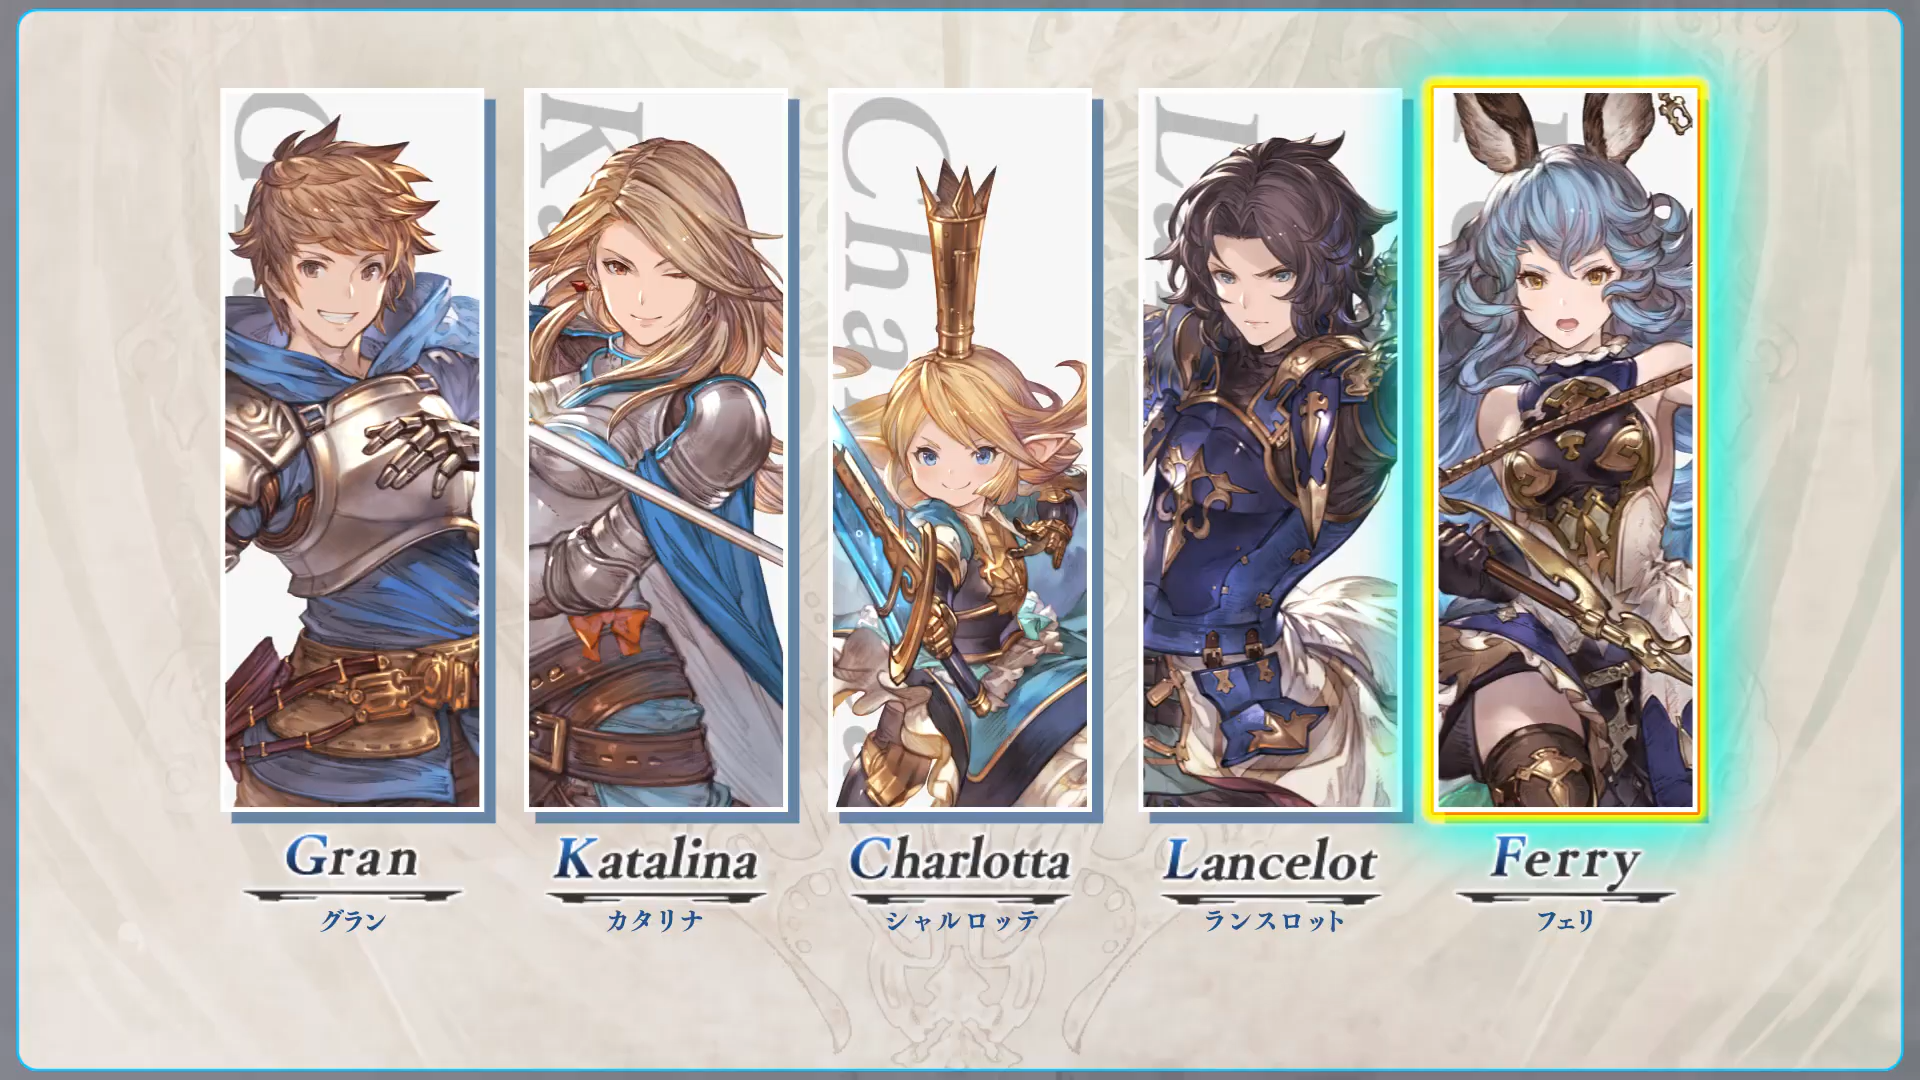 Gran
グラン
Katalina
カタリナ
Charlotta
シャルロッテ
Lancelot
ランスロット
Ferry
フェリ